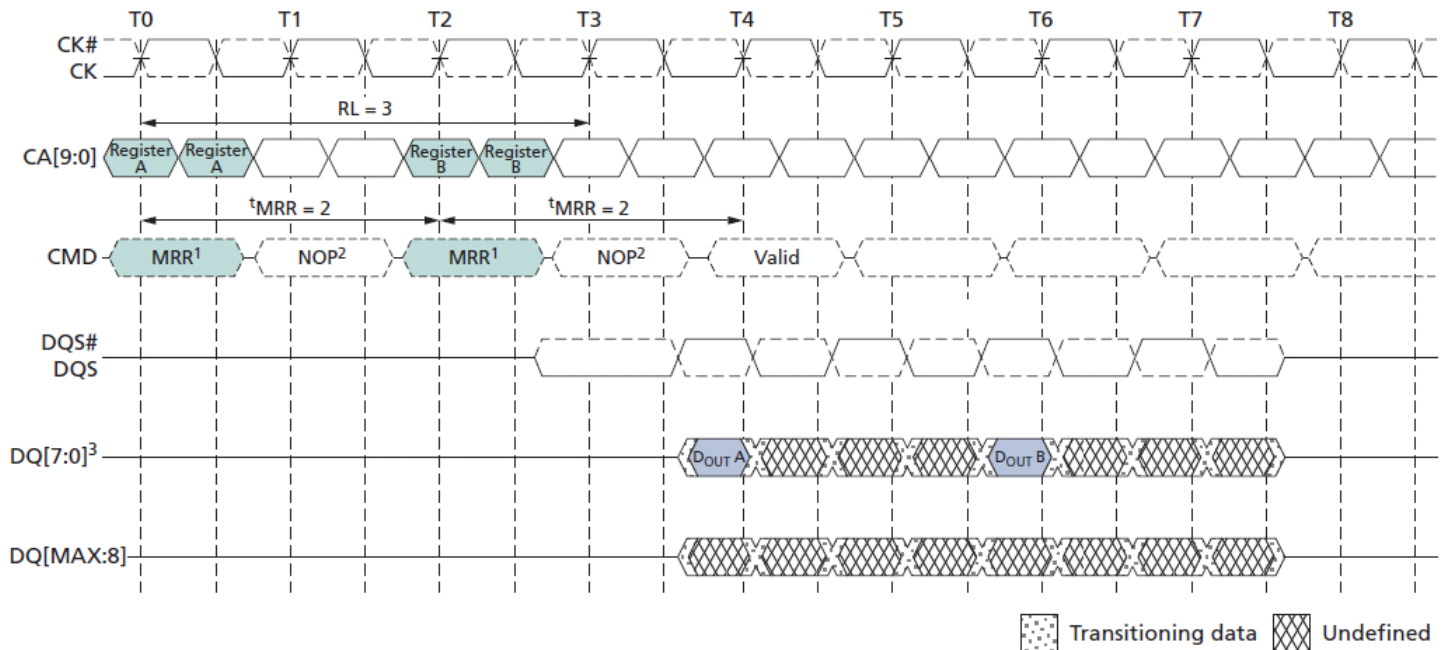 T0 T1 T2 T3 T4 T5 T6 T7 T8
CK#
CK
RL = 3
CA[9:0]
Register A Register A Register B Register B
tMRR = 2 tMRR = 2
CMD MRR1 NOP2 MRR1 NOP2 Valid
DQS#
DQS
DQ[7:0]3 DOUT A DOUT B
DQ[MAX:8]
Transitioning data Undefined